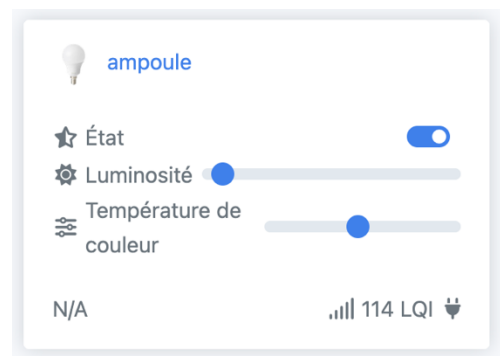 ampoule
État
Luminosité
Température de
couleur
N/A 114 LQI